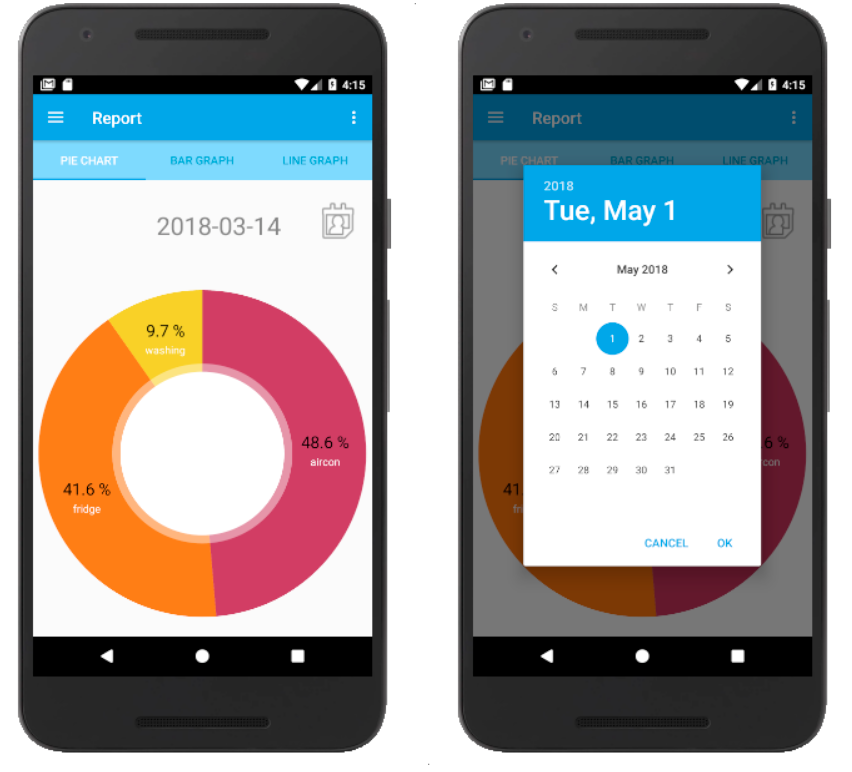 4:15
Report
PIE CHART BAR GRAPH LINE GRAPH
2018-03-14
9.7 %
washing
48.6 %
aircon
41.6 %
fridge
4:15
Report
PIE CHART BAR GRAPH LINE GRAPH
2018
Tue, May 1
May 2018
S M T W T F S
1 2 3 4 5
6 7 8 9 10 11 12
13 14 15 16 17 18 19
20 21 22 23 24 25 26
27 28 29 30 31
6 %
con
41
fr
CANCEL OK